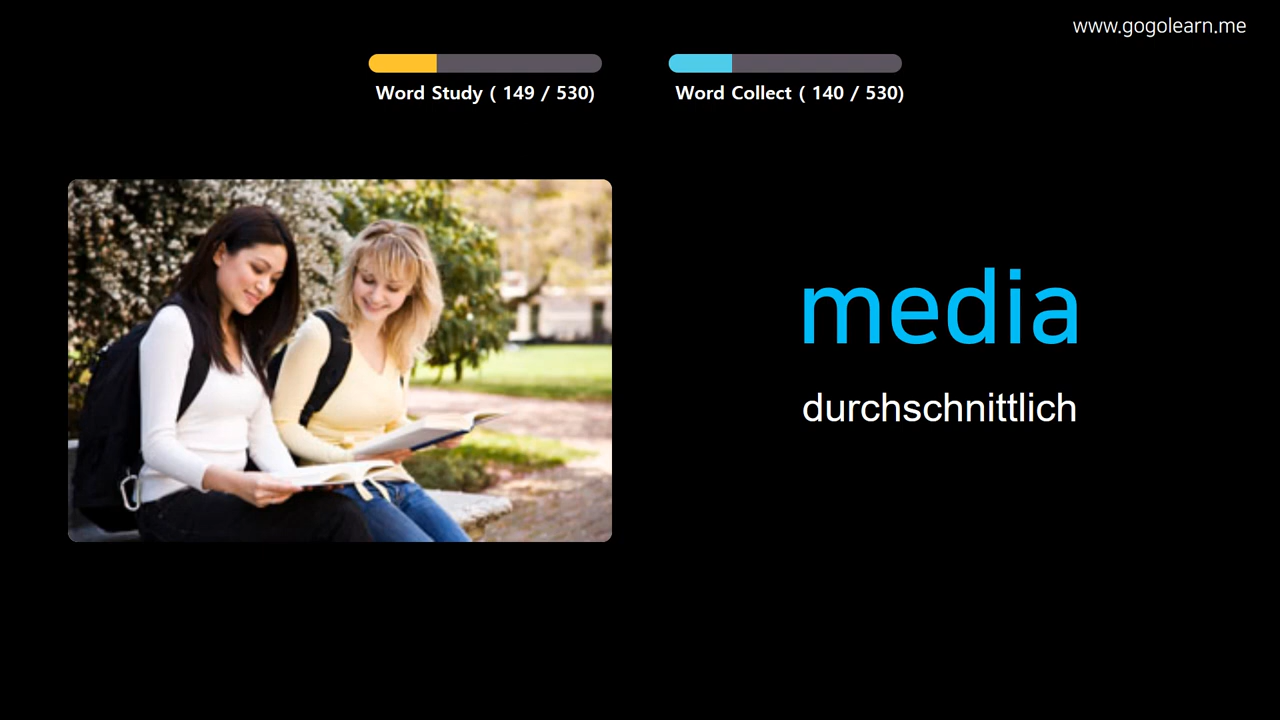 www.gogolearn.me
Word Study ( 149 / 530)
Word Collect ( 140 / 530)
media
durchschnittlich